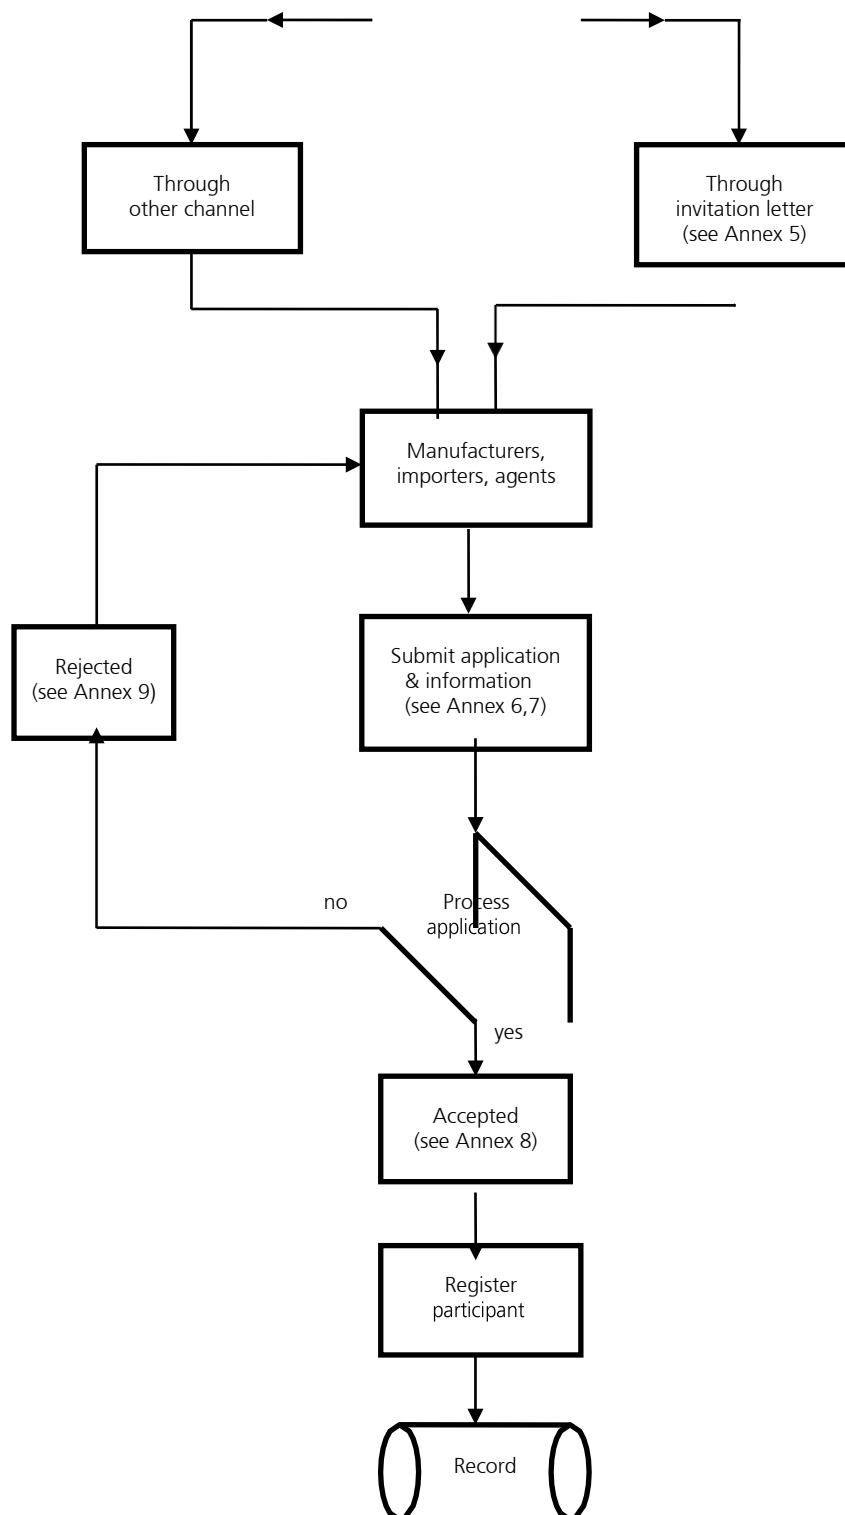 Through
other channel
Through
invitation letter
(see Annex 5)
Manufacturers,
importers, agents
Rejected
(see Annex 9)
Submit application
& information
(see Annex 6,7)
no
Process
application
yes
Accepted
(see Annex 8)
Register
participant
Record